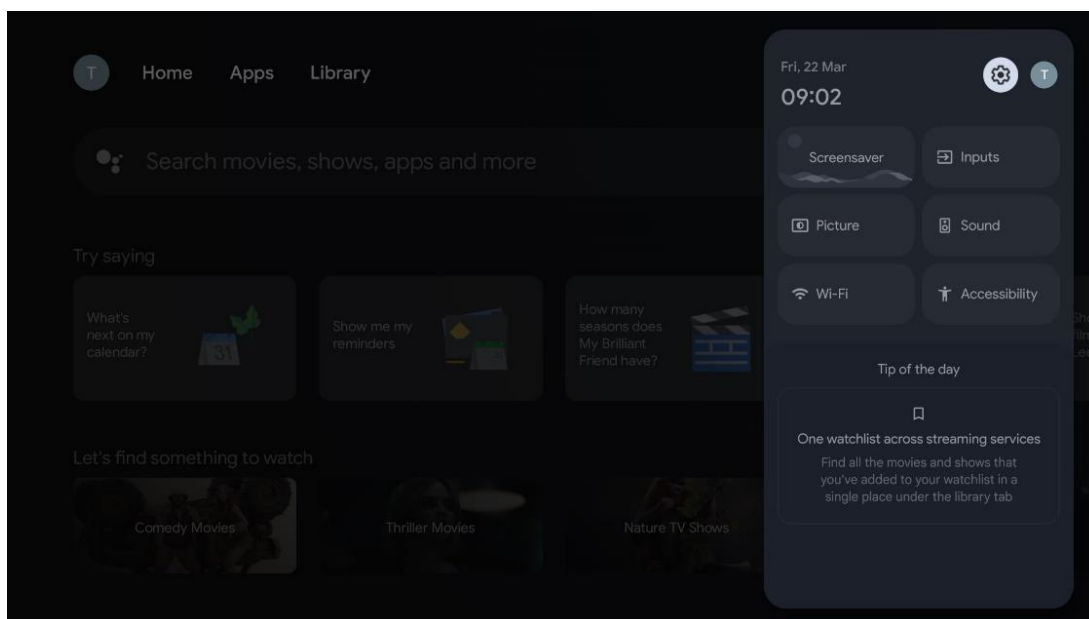 T
Home
Apps
Library
Search movies, shows, apps and more
Try saying
What's
next on my
calendar?
31
Show me my
reminders
How many
seasons does
My Brilliant
Friend have?
Let's find something to watch
Comedy Movies
Thriller Movies
Nature TV Shows
Fri, 22 Mar
09:02
T
Screensaver
Inputs
Picture
Sound
Wi-Fi
Accessibility
Tip of the day
One watchlist across streaming services
Find all the movies and shows that
you've added to your watchlist in a
single place under the library tab